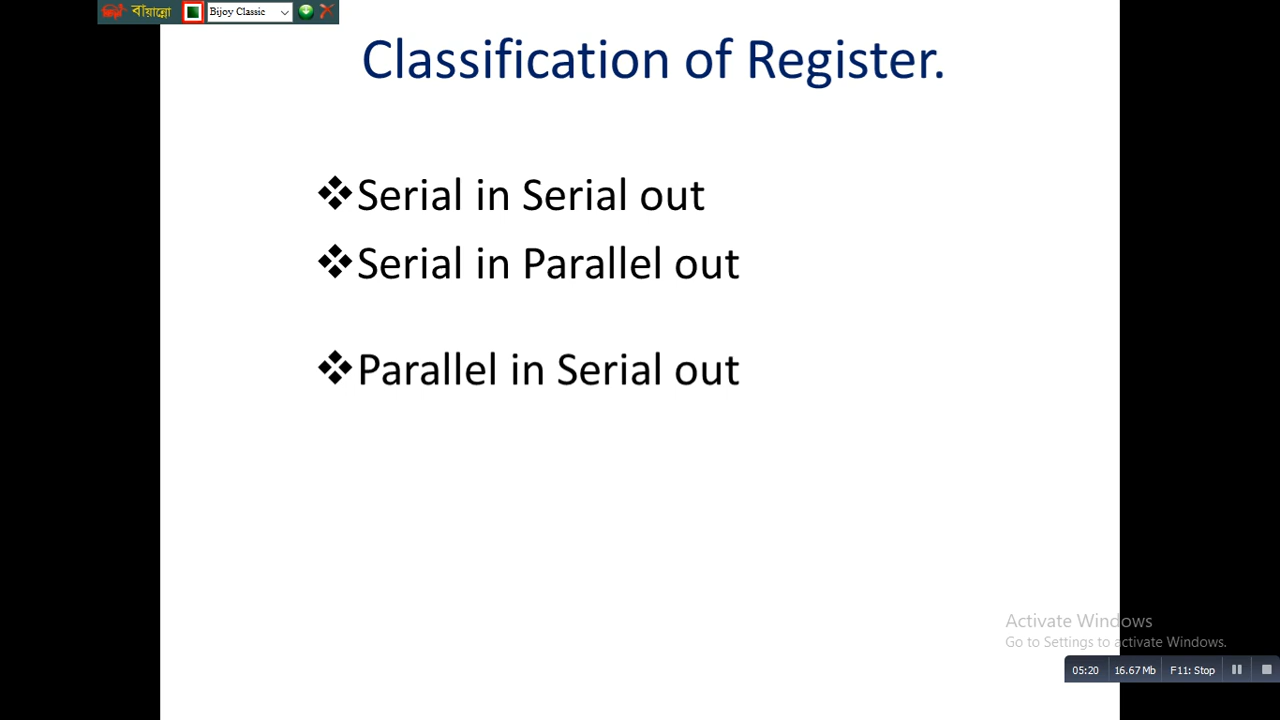 বায়ান্নো Bijoy Classic
Classification of Register.
❖Serial in Serial out
❖Serial in Parallel out
❖Parallel in Serial out
Activate Windows
Go to Settings to activate Windows.
05:20 16.67 Mb F11: Stop